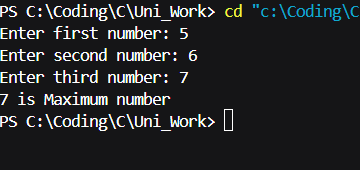 PS C:\Coding\C\Uni_Work> cd "c:\Coding\C
Enter first number: 5
Enter second number: 6
Enter third number: 7
7 is Maximum number
PS C:\Coding\C\Uni_Work>